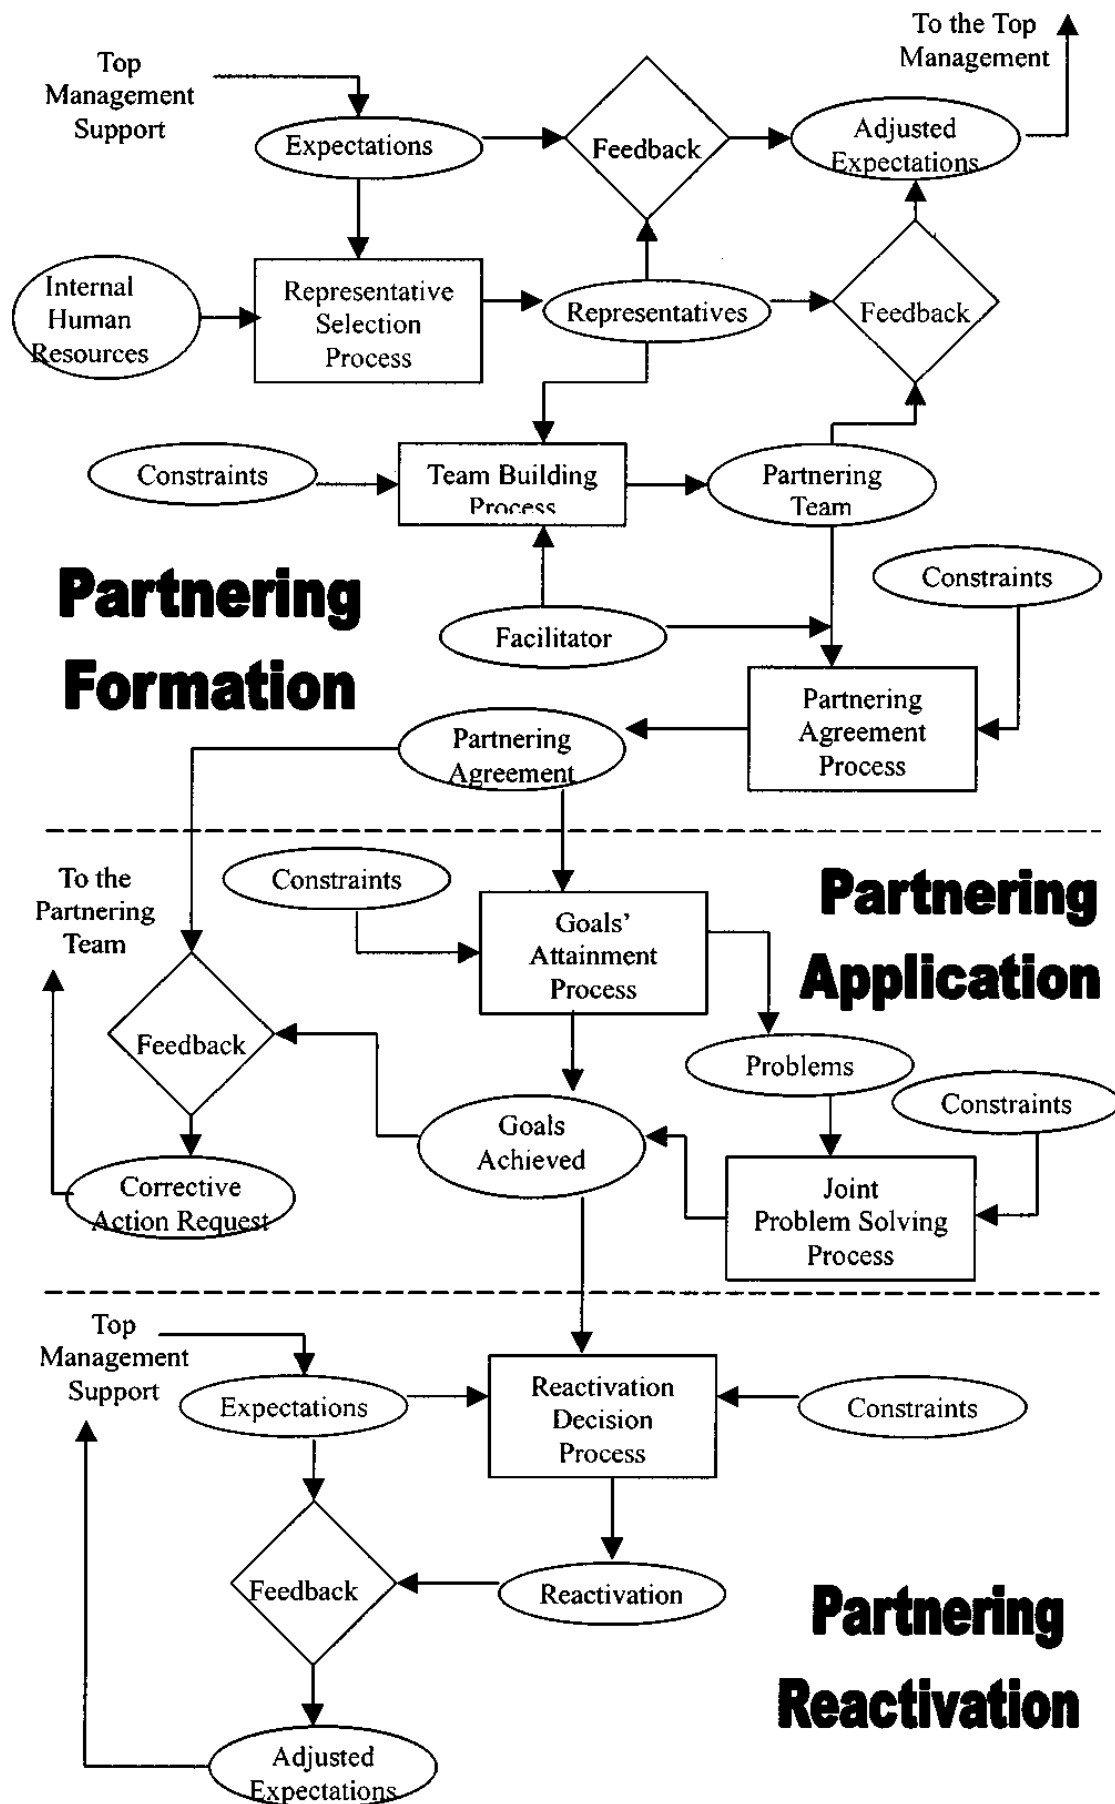 To the Top
Management
Top
Management
Support
Expectations
Feedback
Adjusted
Expectations
Internal
Human
Resources
Representative
Selection
Process
Representatives
Feedback
Constraints
Team Building
Process
Partnering
Team
Partnering
Formation
Constraints
Facilitator
Partnering
Agreement
Process
Partnering
Agreement
To the
Partnering
Team
Constraints
Goals'
Attainment
Process
Partnering
Application
Feedback
Problems
Constraints
Goals
Achieved
Corrective
Action Request
Joint
Problem Solving
Process
Top
Management
Support
Expectations
Reactivation
Decision
Process
Constraints
Feedback
Reactivation
Partnering
Reactivation
Adjusted
Expectations